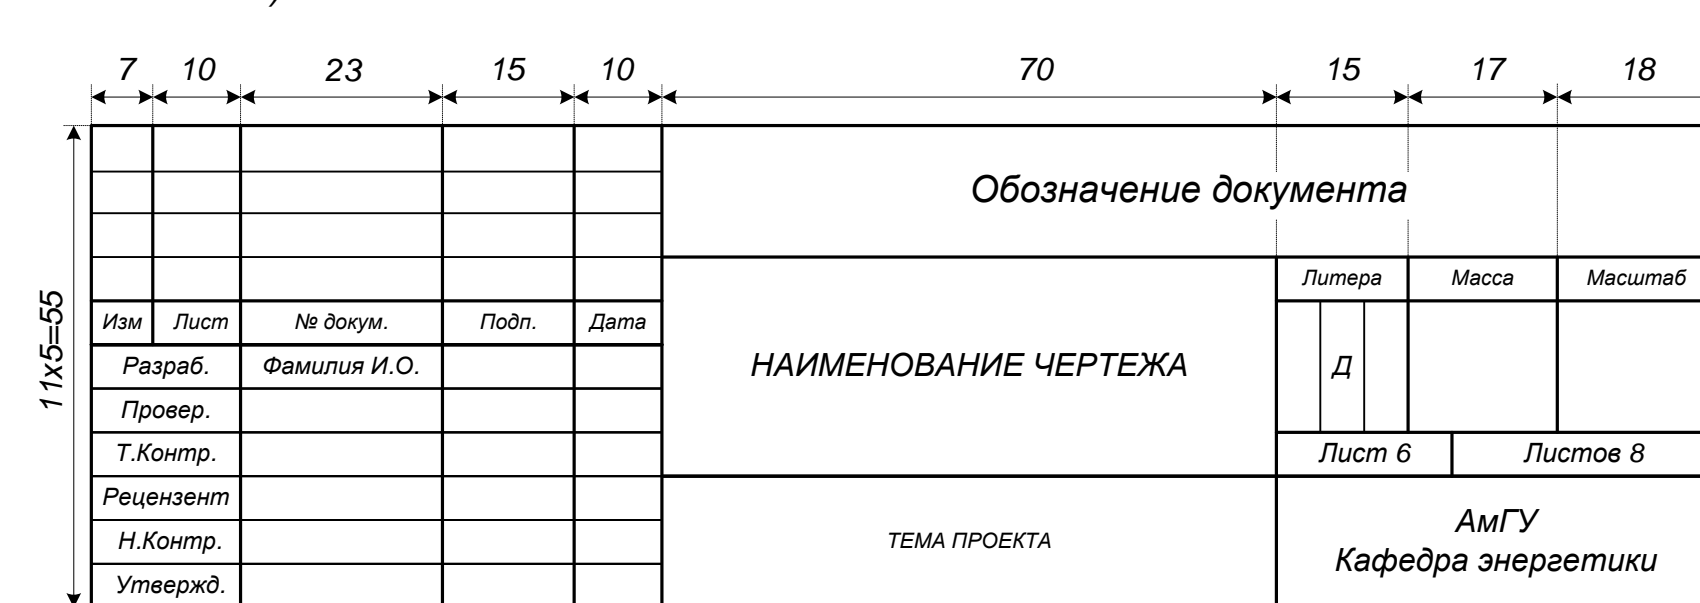 )
7 10 23 15 10 70 15 17 18
Обозначение документа
Литера Масса Масштаб
11х5=55
Изм Лист № докум. Подп. Дата
Разраб. Фамилия И.О.
НАИМЕНОВАНИЕ ЧЕРТЕЖА
Д
Провер.
Т.Контр.
Лист 6 Листов 8
Рецензент
Н.Контр.
Утвержд.
ТЕМА ПРОЕКТА
АмГУ
Кафедра энергетики